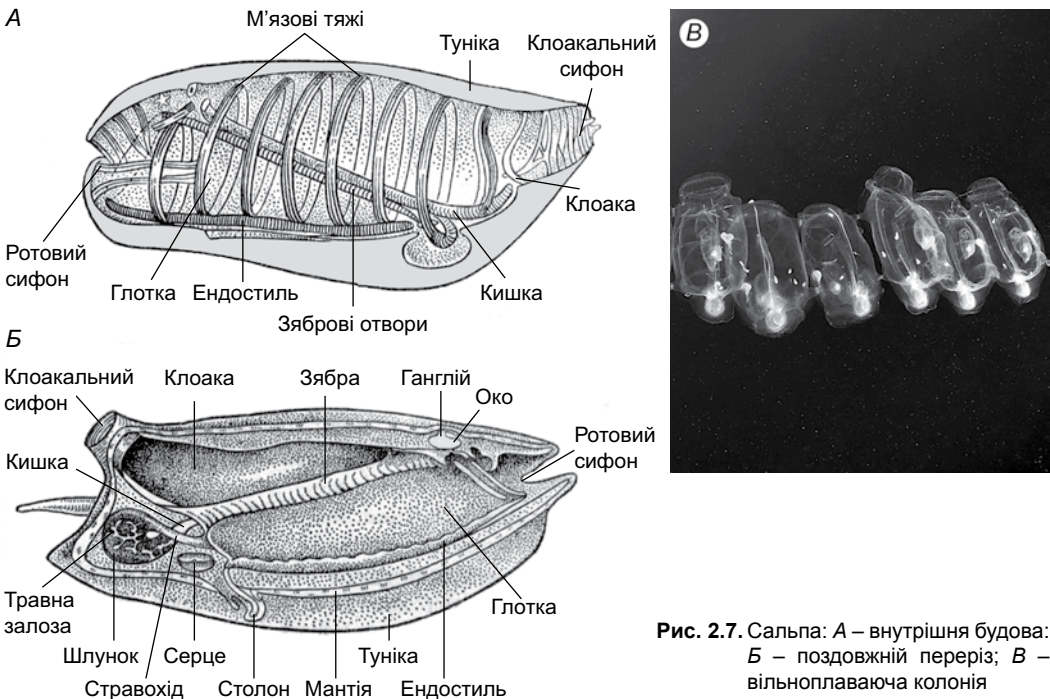 А
М’язові тяжі
Туніка
Клоакальний
сифон
Клоака
Ротовий
сифон
Глотка
Ендостиль
Зяброві отвори
Кишка
Б
Клоакальний
сифон
Клоака
Зябра
Ганглій
Око
Ротовий
сифон
Кишка
Травна
залоза
Шлунок
Стравохід
Серце
Столон
Мантія
Туніка
Ендостиль
Глотка
В
Рис. 2.7. Сальпа: А – внутрішня будова:
Б – поздовжній переріз; В –
вільноплаваюча колонія